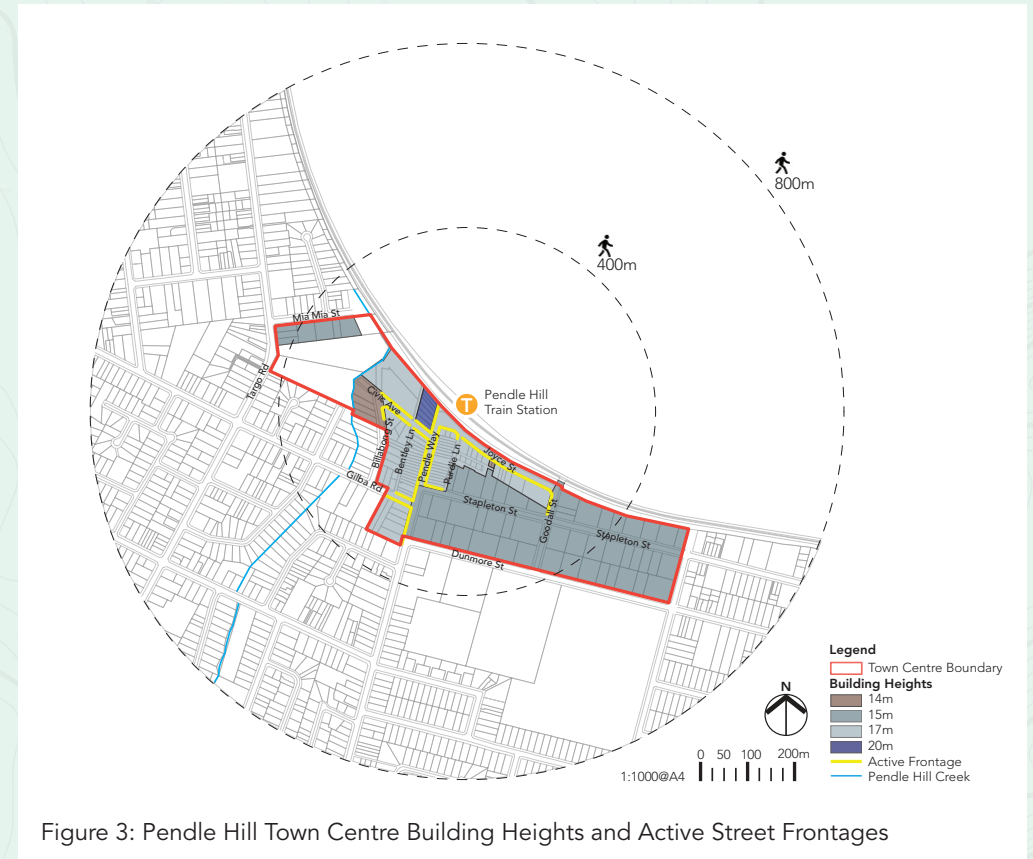 800m
400m
Mia Mia St
Targo Rd
T
Pendle Hill
Train Station
Civic Ave
Billabong St
Bentley Ln
Pendle Way
Purdie Ln
Joyce St
Gilba Rd
Stapleton St
Goodall St
Stapleton St
Dunmore St
Legend
Town Centre Boundary
Building Heights
14m
15m
17m
20m
Active Frontage
Pendle Hill Creek
N
0 50 100 200m
1:1000@A4
Figure 3: Pendle Hill Town Centre Building Heights and Active Street Frontages